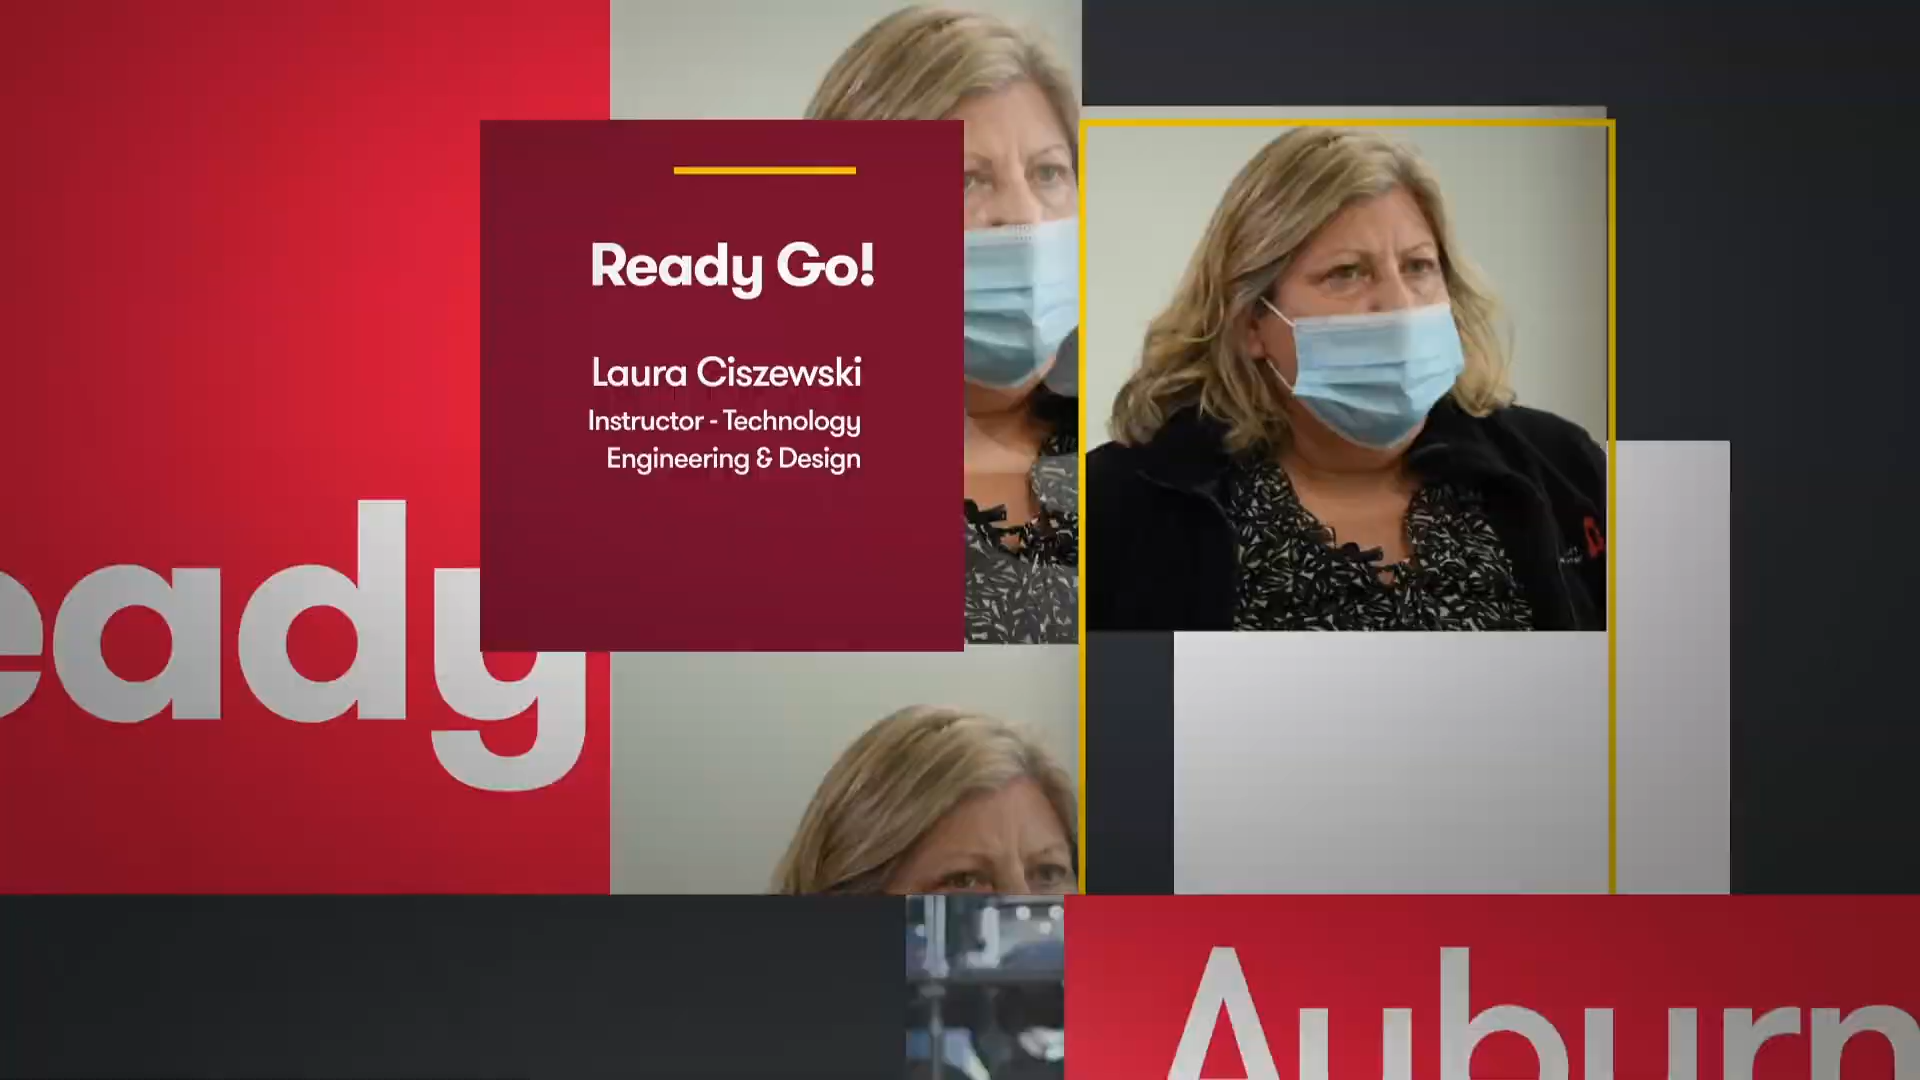 Ready Go!
Laura Ciszewski
Instructor - Technology
Engineering & Design
eady
Auburn